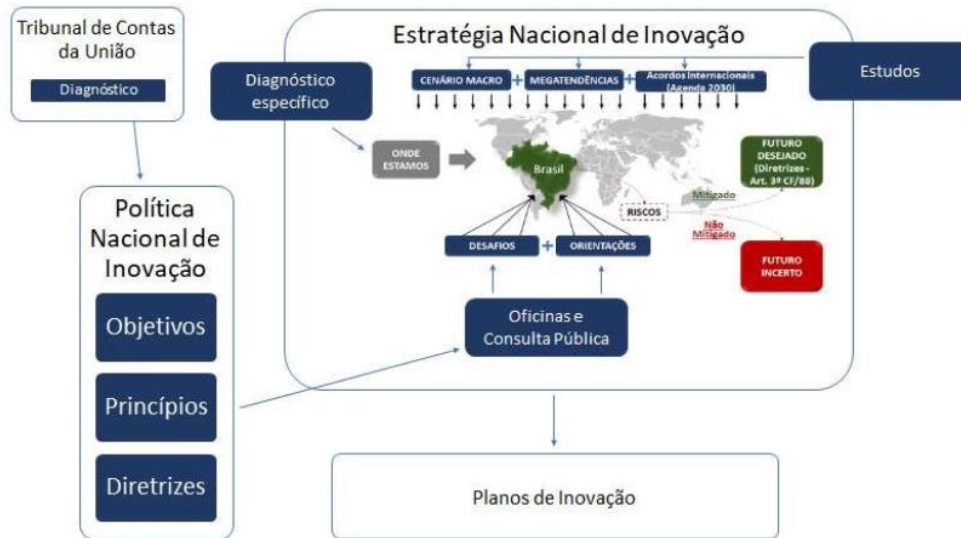 Tribunal de Contas
da União
Diagnóstico
Política
Nacional de
Inovação
Objetivos
Princípios
Diretrizes
Estratégia Nacional de Inovação
Diagnóstico
específico
Estudos
CENÁRIO MACRO
+
MEGATENDÊNCIAS
+
Acordos Internacionais
(Agenda 2030)
ONDE
ESTAMOS
Brasil
FUTURO
DESEJADO
(Diretrizes -
Art. 3º CF/88)
Mitigado
RISCOS
Não
Mitigado
FUTURO
INCERTO
DESAFIOS
+
ORIENTAÇÕES
Oficinas e
Consulta Pública
Planos de Inovação